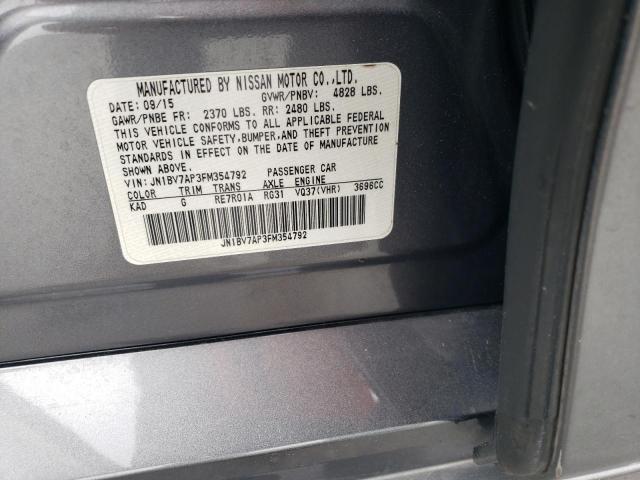 MANUFACTURED BY NISSAN MOTOR CO.,LTD.
DATE: 09/15 GVWR/PNBV: 4828 LBS.
GAWR/PNBE FR: 2370 LBS. RR: 2480 LBS.
THIS VEHICLE CONFORMS TO ALL APPLICABLE FEDERAL
MOTOR VEHICLE SAFETY,BUMPER,AND THEFT PREVENTION
STANDARDS IN EFFECT ON THE DATE OF MANUFACTURE
SHOWN ABOVE.
VIN: JN1BV7AP3FM354792 PASSENGER CAR
COLOR TRIM TRANS AXLE ENGINE
KAD G RE7R01A RG31 VQ37(VHR) 3696CC
JN1BV7AP3FM354792